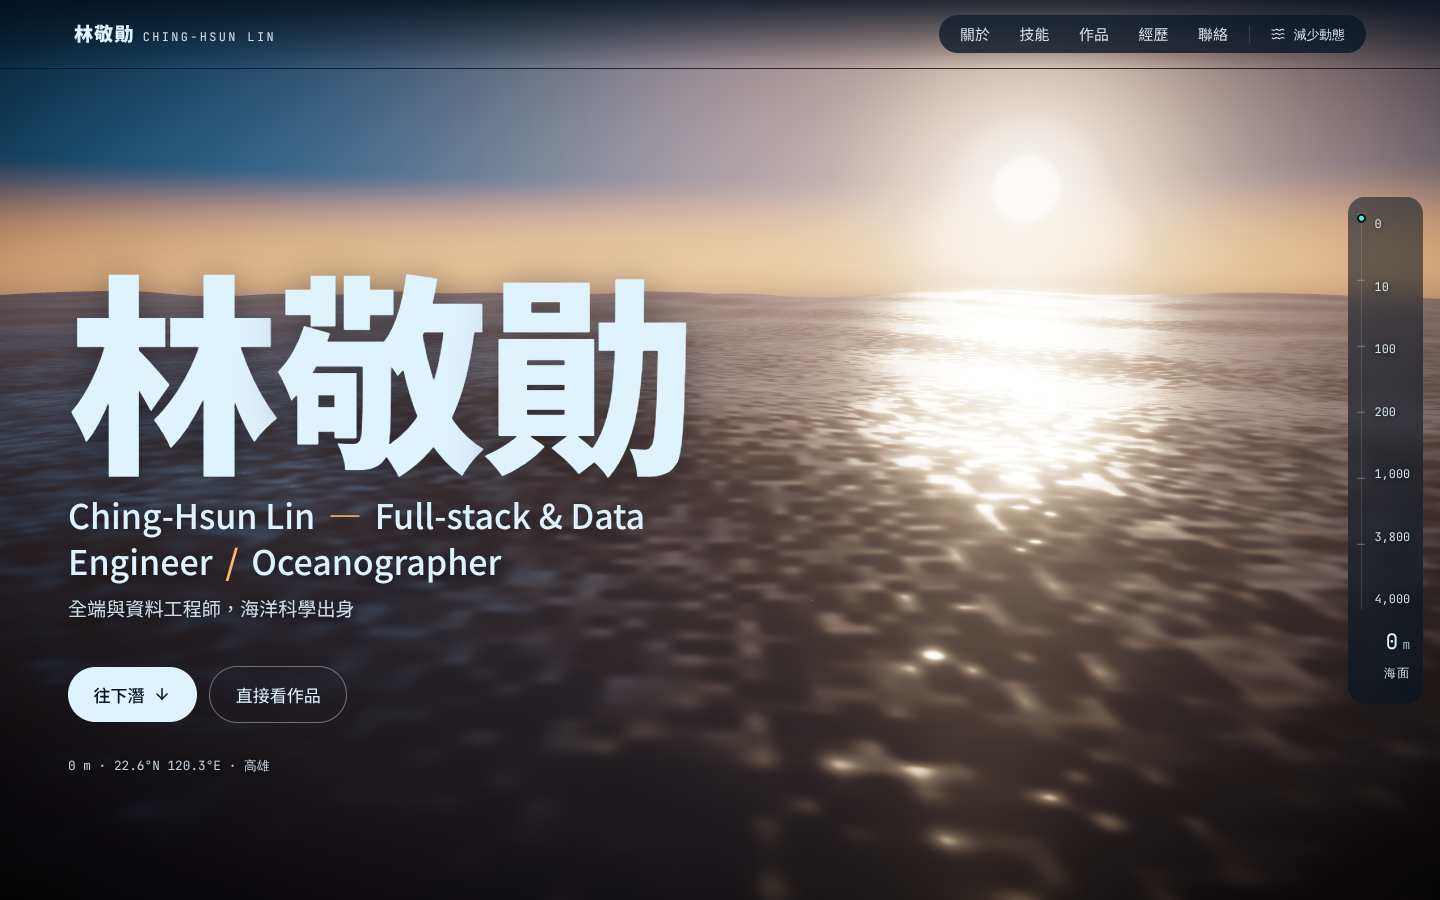 林敬勛 CHING-HSUN LIN
關於 技能 作品 經歷 聯絡 減少動態
林敬勛
Ching-Hsun Lin — Full-stack & Data
Engineer / Oceanographer
全端與資料工程師，海洋科學出身
往下潛 ↓ 直接看作品
0 m · 22.6°N 120.3°E · 高雄
0
10
100
200
1,000
3,800
4,000
0 m
海面